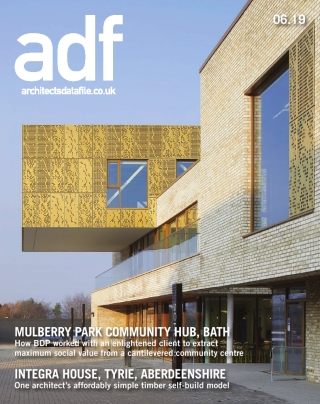 06.19
adf
architectsdatafile.co.uk
MULBERRY PARK COMMUNITY HUB, BATH
How BDP worked with an enlightened client to extract
maximum social value from a cantilevered community centre
INTEGRA HOUSE, TYRIE, ABERDEENSHIRE
One architect's affordably simple timber self-build model